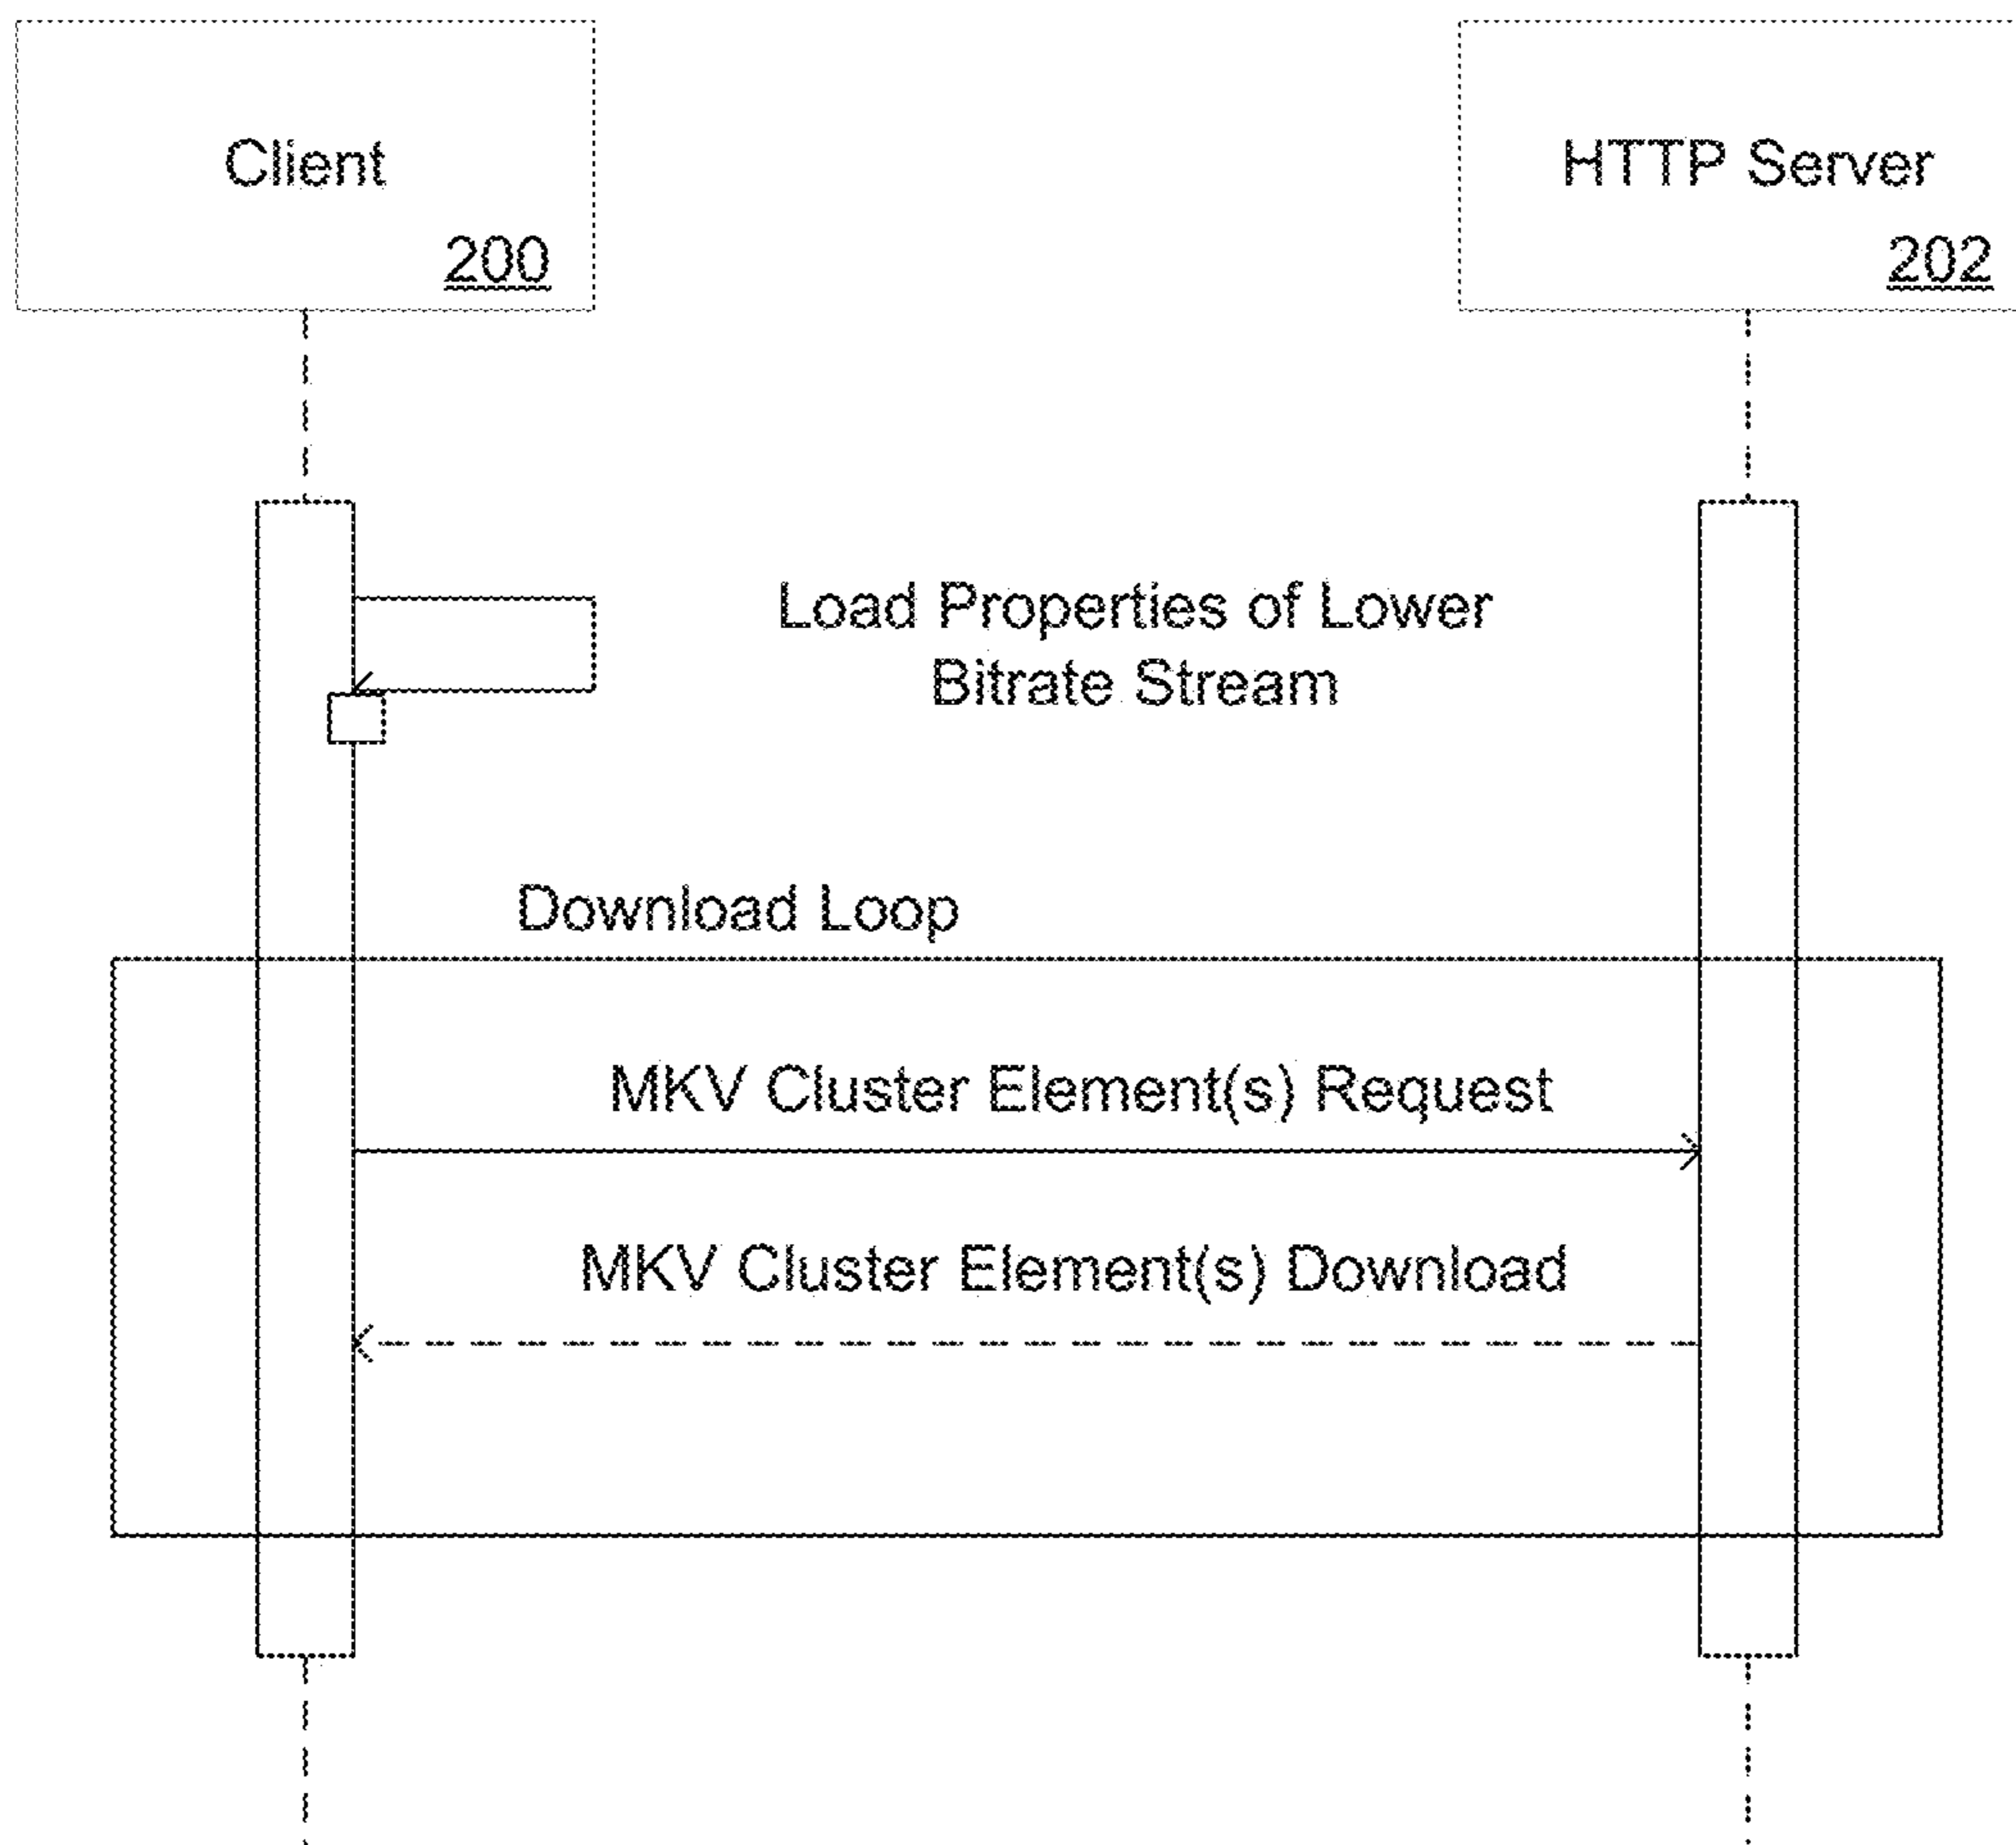 Client
200
HTTP Server
202
Load Properties of Lower
Bitrate Stream
Download Loop
MKV Cluster Element(s) Request
MKV Cluster Element(s) Download